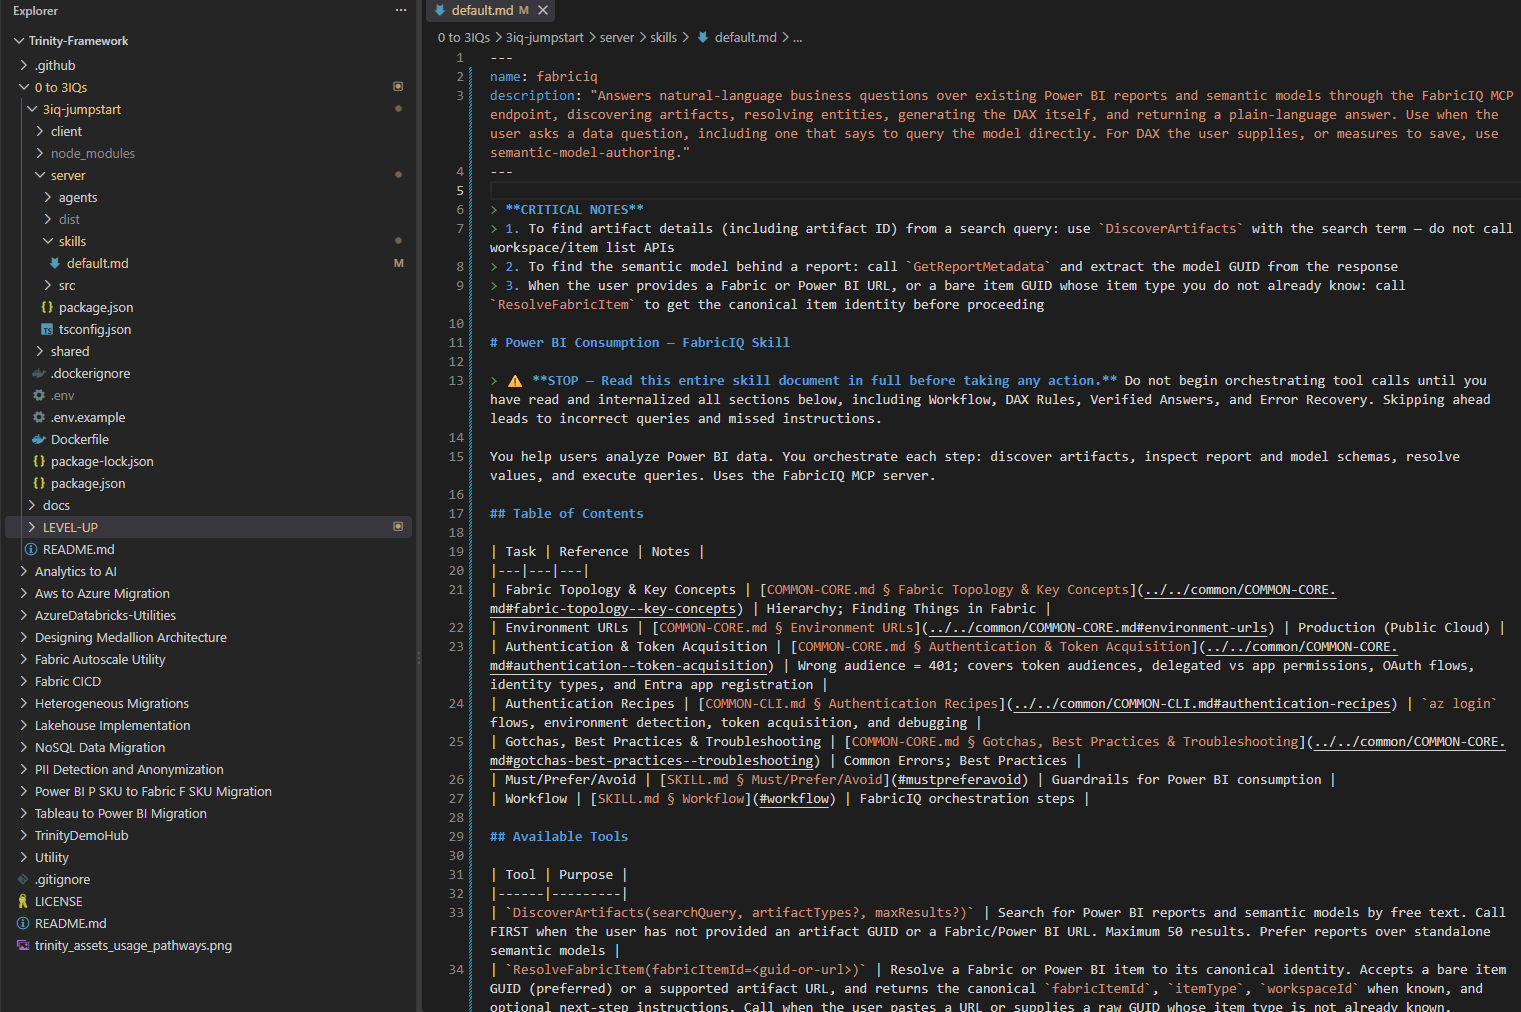 Explorer
...
Trinity-Framework
.github
0 to 3IQs
3iq-jumpstart
client
node_modules
server
agents
dist
skills
default.md
M
src
package.json
tsconfig.json
shared
.dockerignore
.env
.env.example
Dockerfile
package-lock.json
package.json
docs
LEVEL-UP
README.md
Analytics to AI
Aws to Azure Migration
AzureDatabricks-Utilities
Designing Medallion Architecture
Fabric Autoscale Utility
Fabric CICD
Heterogeneous Migrations
Lakehouse Implementation
NoSQL Data Migration
PII Detection and Anonymization
Power BI P SKU to Fabric F SKU Migration
Tableau to Power BI Migration
TrinityDemoHub
Utility
.gitignore
LICENSE
README.md
trinity_assets_usage_pathways.png
default.md M
0 to 3IQs > 3iq-jumpstart > server > skills > default.md > ...
1 ---
2 name: fabriciq
3 description: "Answers natural-language business questions over existing Power BI reports and semantic models through the FabricIQ MCP
endpoint, discovering artifacts, resolving entities, generating the DAX itself, and returning a plain-language answer. Use when the
user asks a data question, including one that says to query the model directly. For DAX the user supplies, or measures to save, use
semantic-model-authoring."
4 ---
5
6 > **CRITICAL NOTES**
7 > 1. To find artifact details (including artifact ID) from a search query: use `DiscoverArtifacts` with the search term — do not call
workspace/item list APIs
8 > 2. To find the semantic model behind a report: call `GetReportMetadata` and extract the model GUID from the response
9 > 3. When the user provides a Fabric or Power BI URL, or a bare item GUID whose item type you do not already know: call
`ResolveFabricItem` to get the canonical item identity before proceeding
10
11 # Power BI Consumption — FabricIQ Skill
12
13 > ⚠️ **STOP — Read this entire skill document in full before taking any action.** Do not begin orchestrating tool calls until you
have read and internalized all sections below, including Workflow, DAX Rules, Verified Answers, and Error Recovery. Skipping ahead
leads to incorrect queries and missed instructions.
14
15 You help users analyze Power BI data. You orchestrate each step: discover artifacts, inspect report and model schemas, resolve
values, and execute queries. Uses the FabricIQ MCP server.
16
17 ## Table of Contents
18
19 | Task | Reference | Notes |
20 |---|---|---|
21 | Fabric Topology & Key Concepts | [COMMON-CORE.md § Fabric Topology & Key Concepts](../../common/COMMON-CORE.
md#fabric-topology--key-concepts) | Hierarchy; Finding Things in Fabric |
22 | Environment URLs | [COMMON-CORE.md § Environment URLs](../../common/COMMON-CORE.md#environment-urls) | Production (Public Cloud) |
23 | Authentication & Token Acquisition | [COMMON-CORE.md § Authentication & Token Acquisition](../../common/COMMON-CORE.
md#authentication--token-acquisition) | Wrong audience = 401; covers token audiences, delegated vs app permissions, OAuth flows,
identity types, and Entra app registration |
24 | Authentication Recipes | [COMMON-CLI.md § Authentication Recipes](../../common/COMMON-CLI.md#authentication-recipes) | `az login`
flows, environment detection, token acquisition, and debugging |
25 | Gotchas, Best Practices & Troubleshooting | [COMMON-CORE.md § Gotchas, Best Practices & Troubleshooting](../../common/COMMON-CORE.
md#gotchas-best-practices--troubleshooting) | Common Errors; Best Practices |
26 | Must/Prefer/Avoid | [SKILL.md § Must/Prefer/Avoid](#mustpreferavoid) | Guardrails for Power BI consumption |
27 | Workflow | [SKILL.md § Workflow](#workflow) | FabricIQ orchestration steps |
28
29 ## Available Tools
30
31 | Tool | Purpose |
32 |------|---------|
33 | `DiscoverArtifacts(searchQuery, artifactTypes?, maxResults?)` | Search for Power BI reports and semantic models by free text. Call
FIRST when the user has not provided an artifact GUID or a Fabric/Power BI URL. Maximum 50 results. Prefer reports over standalone
semantic models |
34 | `ResolveFabricItem(fabricItemId=<guid-or-url>)` | Resolve a Fabric or Power BI item to its canonical identity. Accepts a bare item
GUID (preferred) or a supported artifact URL, and returns the canonical `fabricItemId`, `itemType`, `workspaceId` when known, and
optional next-step instructions. Call when the user pastes a URL or supplies a raw GUID whose item type is not already known.